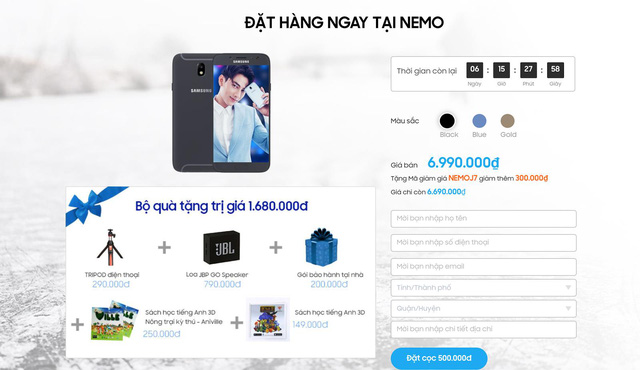 ĐẶT HÀNG NGAY TẠI NEMO
SAMSUNG
SAMSUNG
Thời gian còn lại
06 : 15 : 27 : 58
Ngày Giờ Phút Giây
Màu sắc
Black Blue Gold
Giá bán 6.990.000₫
Tặng Mã giảm giá NEMOJ7 giảm thêm 300.000₫
Giá chỉ còn 6.690.000₫
Mời bạn nhập họ tên
Mời bạn nhập số điện thoại
Mời bạn nhập email
Tỉnh/Thành phố
Quận/Huyện
Mời bạn nhập chi tiết địa chỉ
Đặt cọc 500.000đ
Bộ quà tặng trị giá 1.680.000đ
+ JBL +
TRIPOD điện thoại
290.000đ
Loa JBP GO Speaker
790.000đ
Gói bảo hành tại nhà
200.000đ
+
Sách học tiếng Anh 3D
Nông trại kỳ thú - Aniville
250.000đ
+
Sách học tiếng Anh 3D
149.000đ